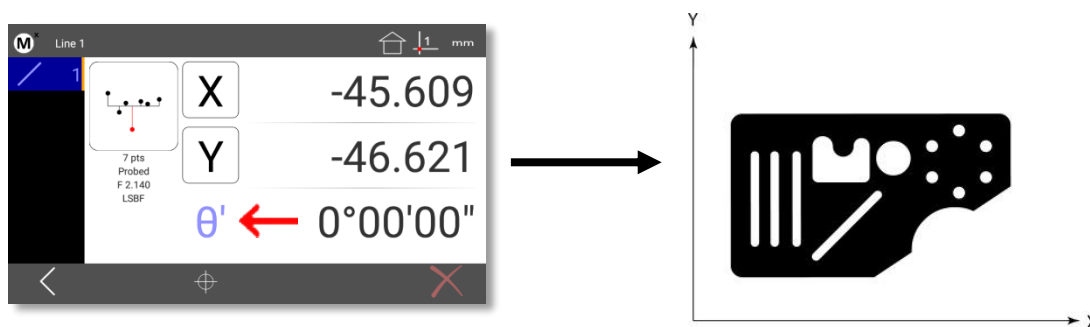 M x Line 1 1 mm
1
X -45.609
Y -46.621
θ' 0°00'00"
7 pts
Probed
F 2.140
LSBF
Y
X